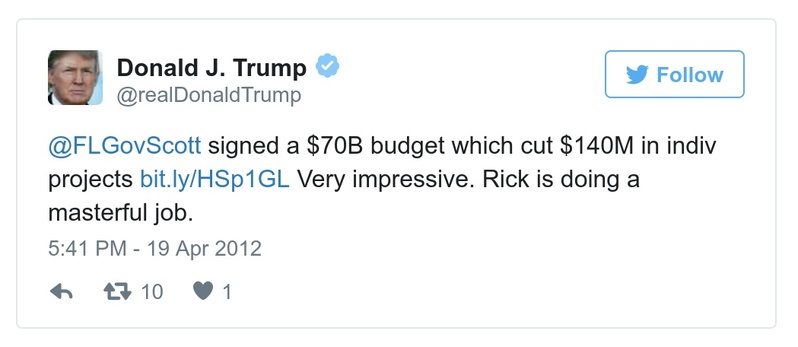 Donald J. Trump
@realDonaldTrump
Follow
@FLGovScott signed a $70B budget which cut $140M in indiv
projects bit.ly/HSp1GL Very impressive. Rick is doing a
masterful job.
5:41 PM - 19 Apr 2012
10
1